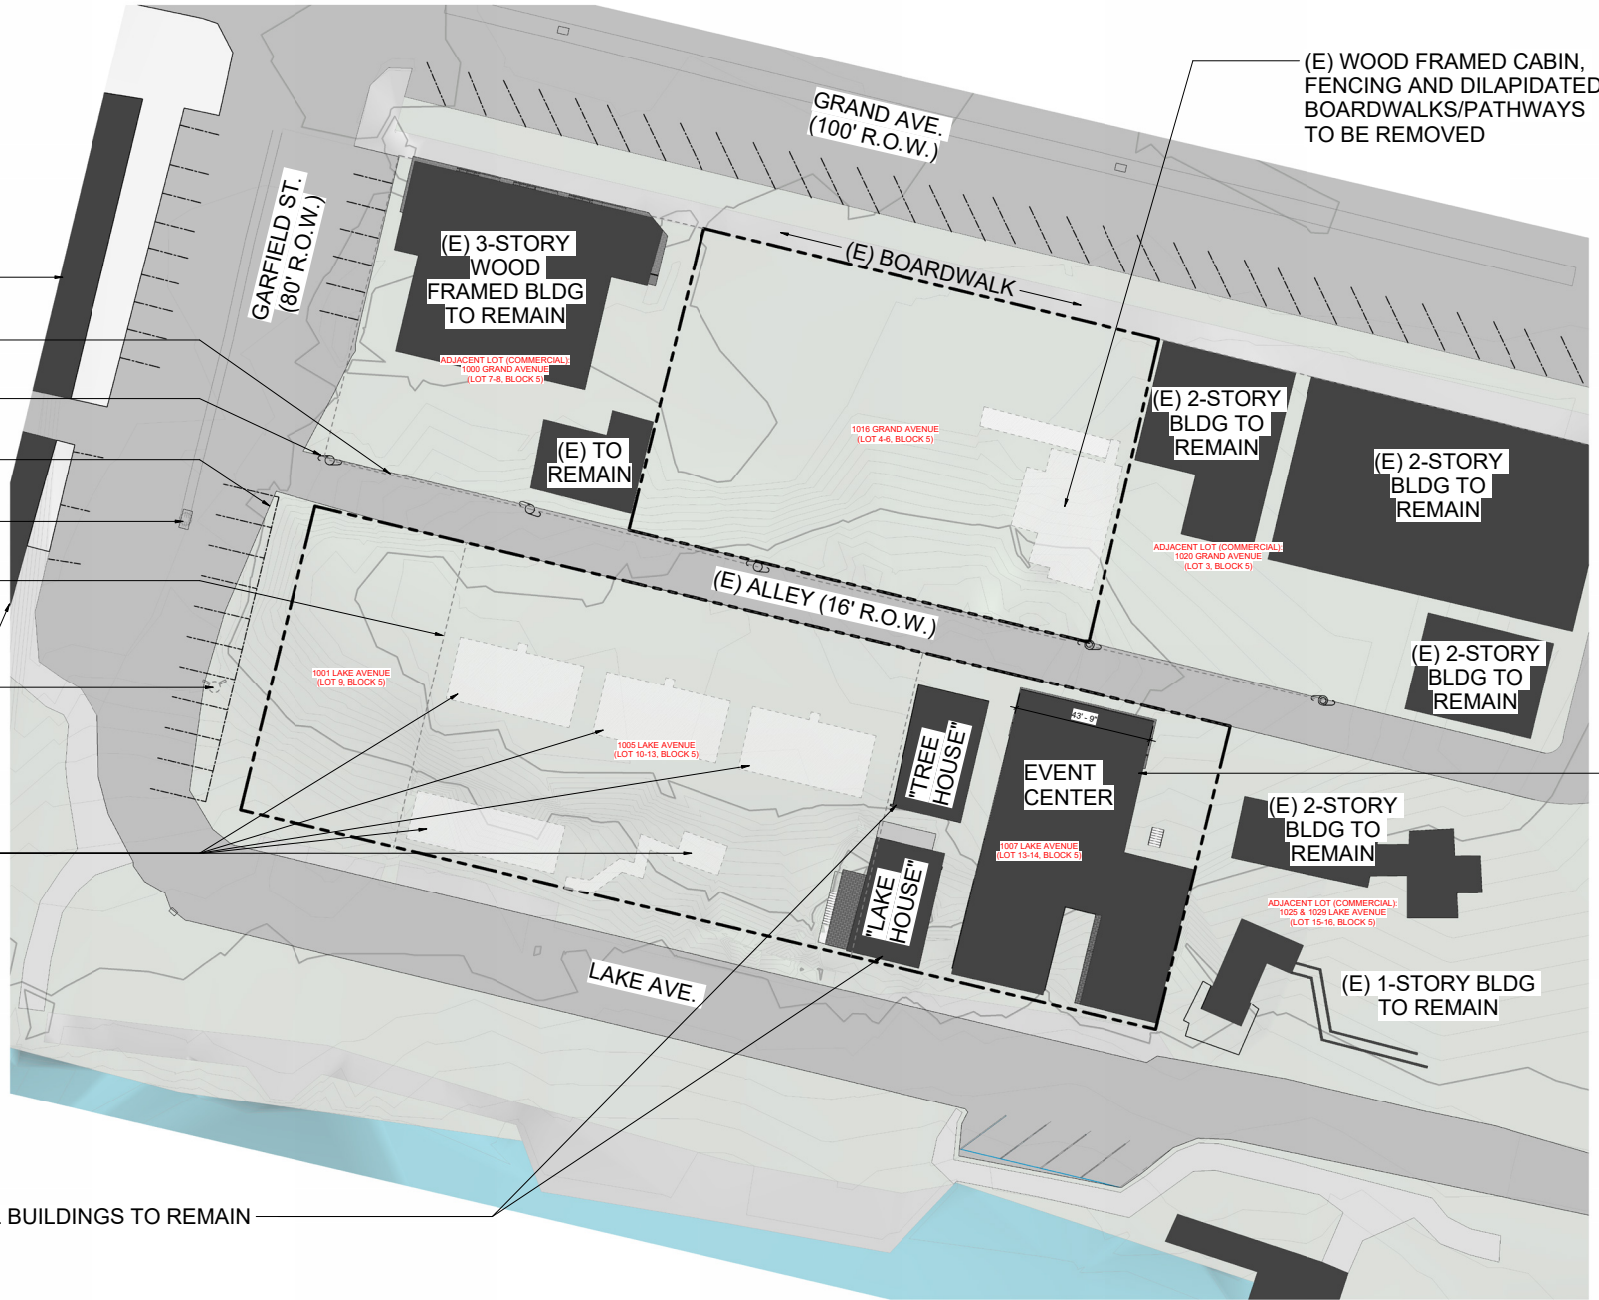 (E) WOOD FRAMED CABIN,
FENCING AND DILAPIDATED
BOARDWALKS/PATHWAYS
TO BE REMOVED
GRAND AVE.
(100' R.O.W.)
GARFIELD ST.
(80' R.O.W.)
(E) 3-STORY
WOOD
FRAMED BLDG
TO REMAIN
ADJACENT LOT (COMMERCIAL):
1000 GRAND AVENUE
(LOT 7-8, BLOCK 5)
(E) BOARDWALK
(E) TO
REMAIN
1016 GRAND AVENUE
(LOT 4-6, BLOCK 5)
(E) 2-STORY
BLDG TO
REMAIN
(E) 2-STORY
BLDG TO
REMAIN
ADJACENT LOT (COMMERCIAL):
1020 GRAND AVENUE
(LOT 3, BLOCK 5)
(E) ALLEY (16' R.O.W.)
(E) 2-STORY
BLDG TO
REMAIN
1001 LAKE AVENUE
(LOT 9, BLOCK 5)
1005 LAKE AVENUE
(LOT 10-13, BLOCK 5)
"TREE
HOUSE"
43' - 9"
EVENT
CENTER
1007 LAKE AVENUE
(LOT 13-14, BLOCK 5)
(E) 2-STORY
BLDG TO
REMAIN
"LAKE
HOUSE"
ADJACENT LOT (COMMERCIAL):
1025 & 1029 LAKE AVENUE
(LOT 15-16, BLOCK 5)
LAKE AVE.
(E) 1-STORY BLDG
TO REMAIN
BUILDINGS TO REMAIN